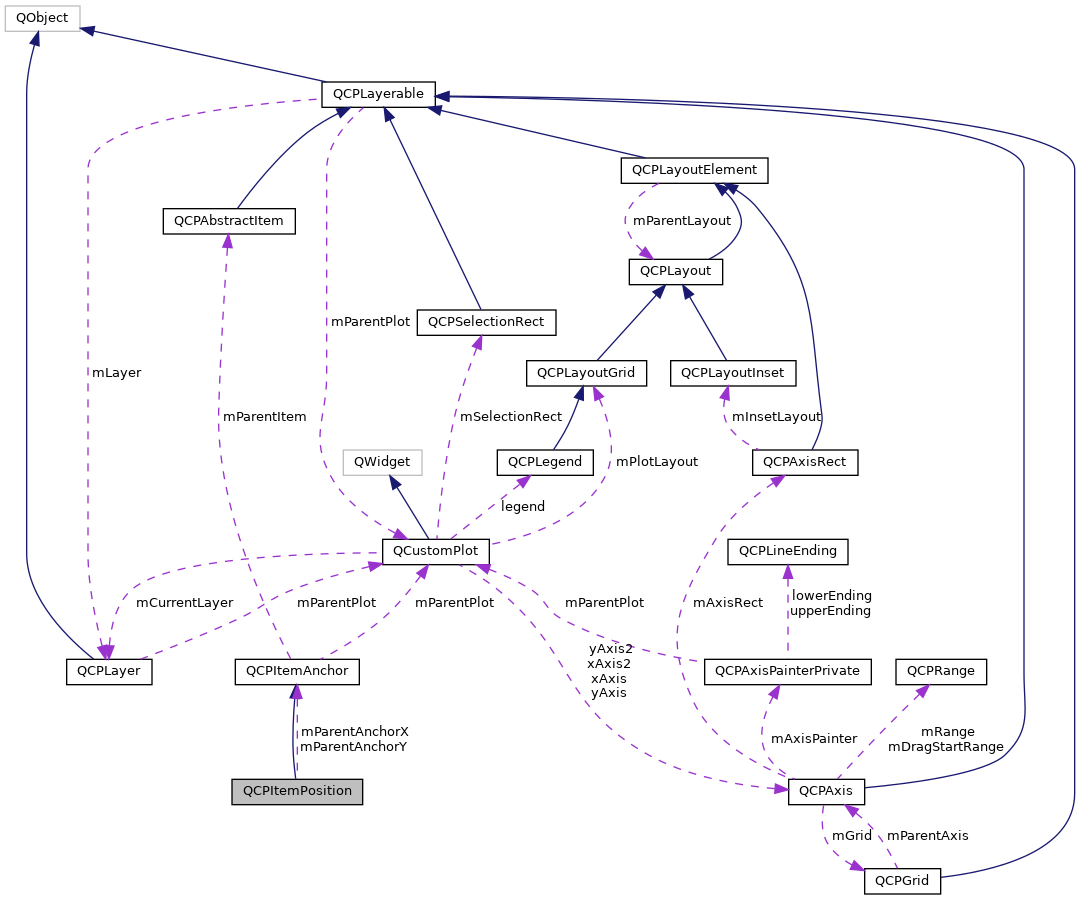 QObject
QCPLayerable
QCPLayoutElement
QCPAbstractItem
mParentLayout
QCPLayout
mParentPlot
QCPSelectionRect
mLayer
QCPLayoutGrid
QCPLayoutInset
mParentItem
mSelectionRect
mInsetLayout
QWidget
QCPLegend
mPlotLayout
QCPAxisRect
legend
QCustomPlot
QCPLineEnding
mCurrentLayer
mParentPlot
mParentPlot
mParentPlot
mAxisRect
lowerEnding
upperEnding
yAxis2
xAxis2
xAxis
yAxis
QCPLayer
QCPItemAnchor
QCPAxisPainterPrivate
QCPRange
mParentAnchorX
mParentAnchorY
mAxisPainter
mRange
mDragStartRange
QCPItemPosition
QCPAxis
mGrid
mParentAxis
QCPGrid